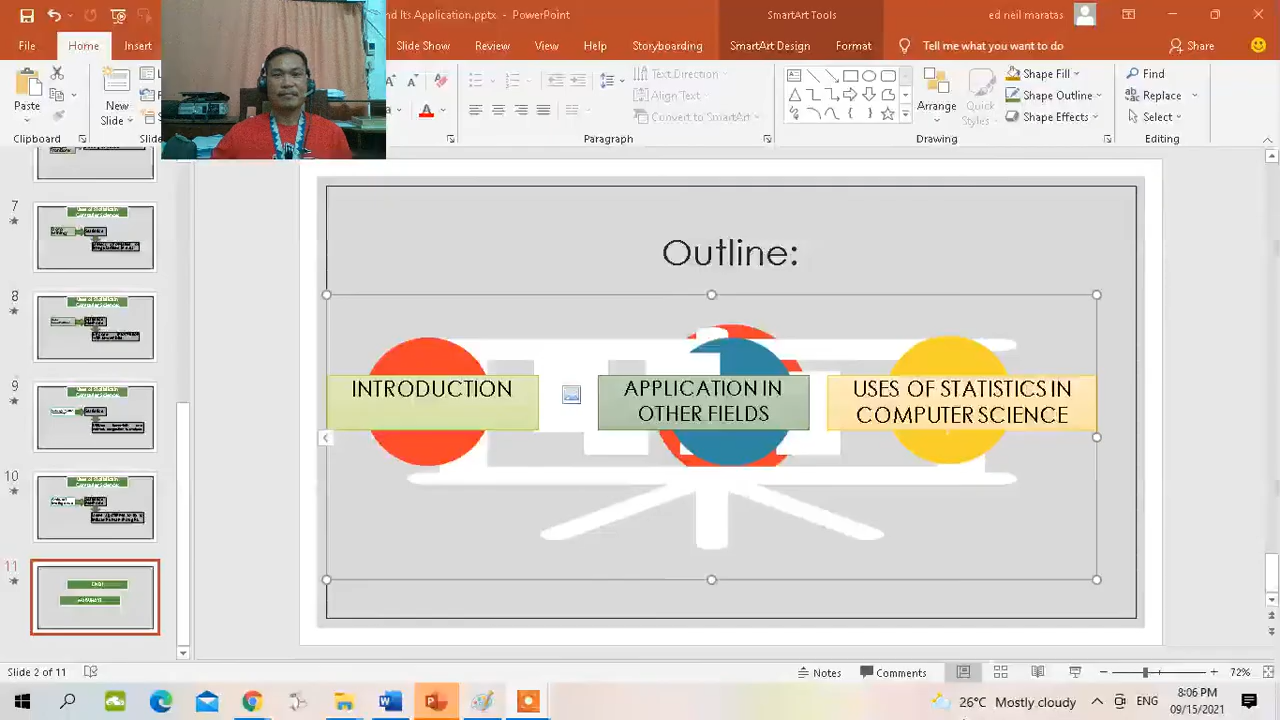 nd Its Application.pptx - PowerPoint
SmartArt Tools
ed neil maratas
File
Home
Insert
Slide Show
Review
View
Help
Storyboarding
SmartArt Design
Format
Tell me what you want to do
Share
Paste
New
Slide
Text Direction
Align Text
Convert to SmartArt
Arrange
Quick
Styles
Shape Fill
Shape Outline
Shape Effects
Find
Replace
Select
Clipboard
Paragraph
Drawing
Editing
7
8
9
10
11
Outline:
INTRODUCTION
APPLICATION IN
OTHER FIELDS
USES OF STATISTICS IN
COMPUTER SCIENCE
Slide 2 of 11
Notes
Comments
72%
26°C Mostly cloudy
ENG
8:06 PM
09/15/2021